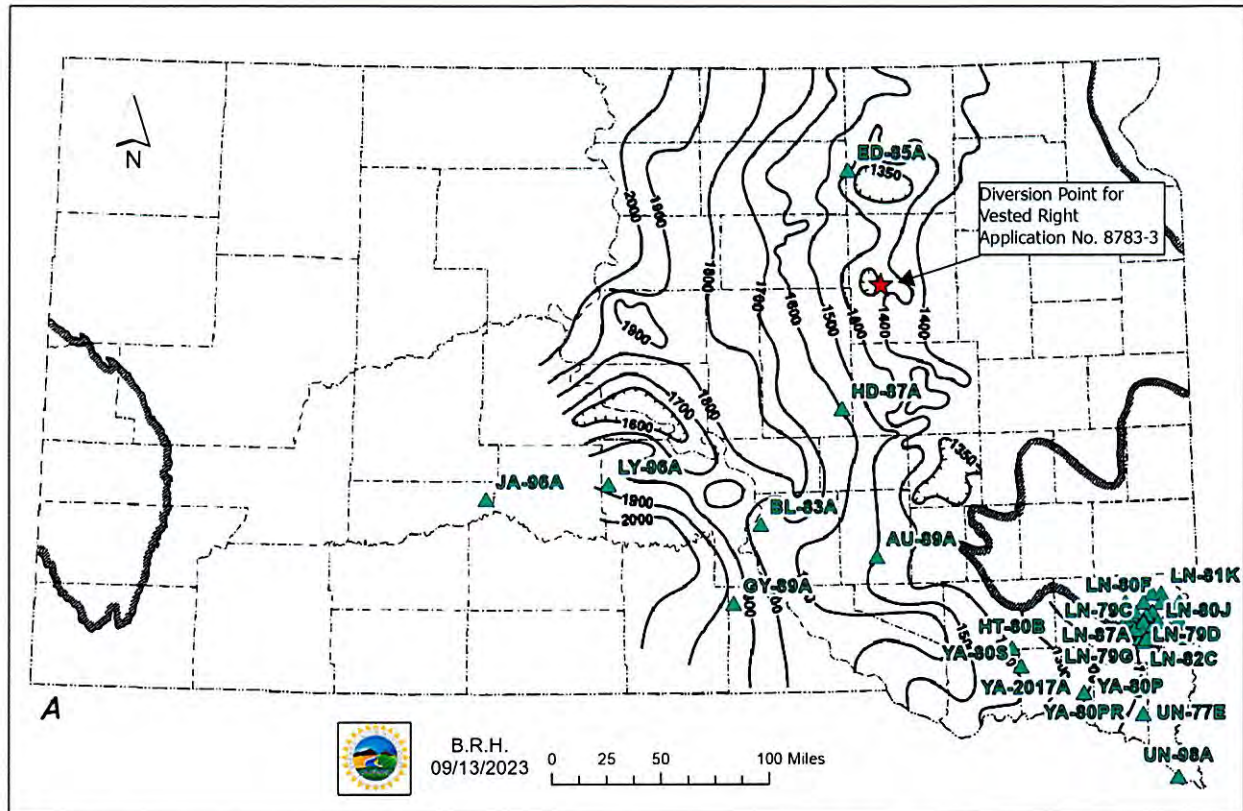 N
ED-85A
1350
Diversion Point for
Vested Right
Application No. 8783-3
2000
1900
1800
1700
1600
1500
1400
1400
1400
1900
1800
1700
1600
HD-87A
1350
JA-96A
LY-96A
1900
2000
BL-83A
AU-89A
GY-89A
LN-80F
LN-81K
LN-79C
LN-80J
HT-80B
LN-87A
LN-79D
YA-80S
LN-79G
LN-82C
YA-2017A
YA-80P
YA-80PR
UN-77E
UN-98A
A
B.R.H.
09/13/2023
0 25 50 100 Miles